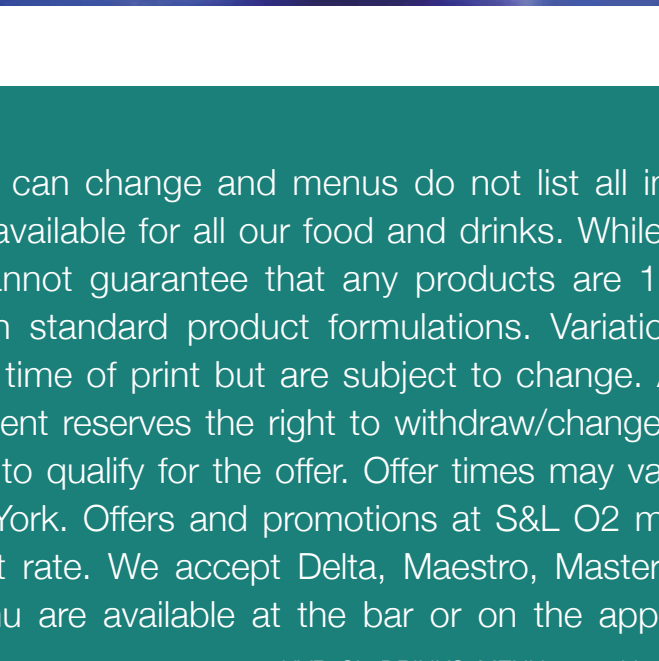 can change and menus do not list all
available for all our food and drinks. While
guarantee that any products are
standard product formulations.
time of print but are subject to change.
reserves the right to withdraw/change
to qualify for the offer. Offer times may
York. Offers and promotions at S&L O2
rate. We accept Delta, Maestro,
are available at the bar or on the app